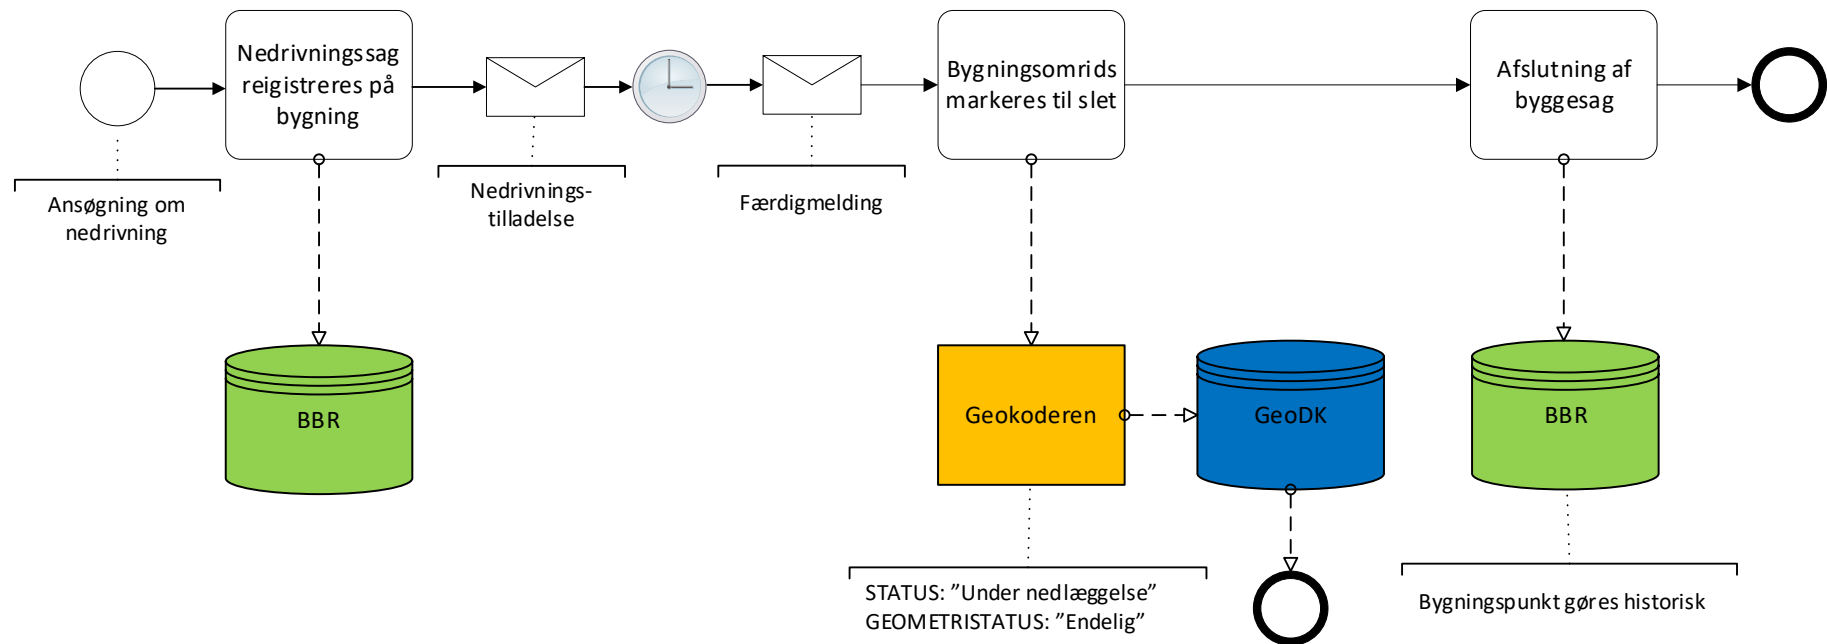 Nedrivningssag
reigistreres på
bygning
Bygningsomrids
markeres til slet
Afslutning af
byggesag
Ansøgning om
nedrivning
Nedrivnings-
tilladelse
Færdigmelding
BBR
Geokoderen
GeoDK
BBR
STATUS: ”Under nedlæggelse”
GEOMETRISTATUS: ”Endelig”
Bygningspunkt gøres historisk